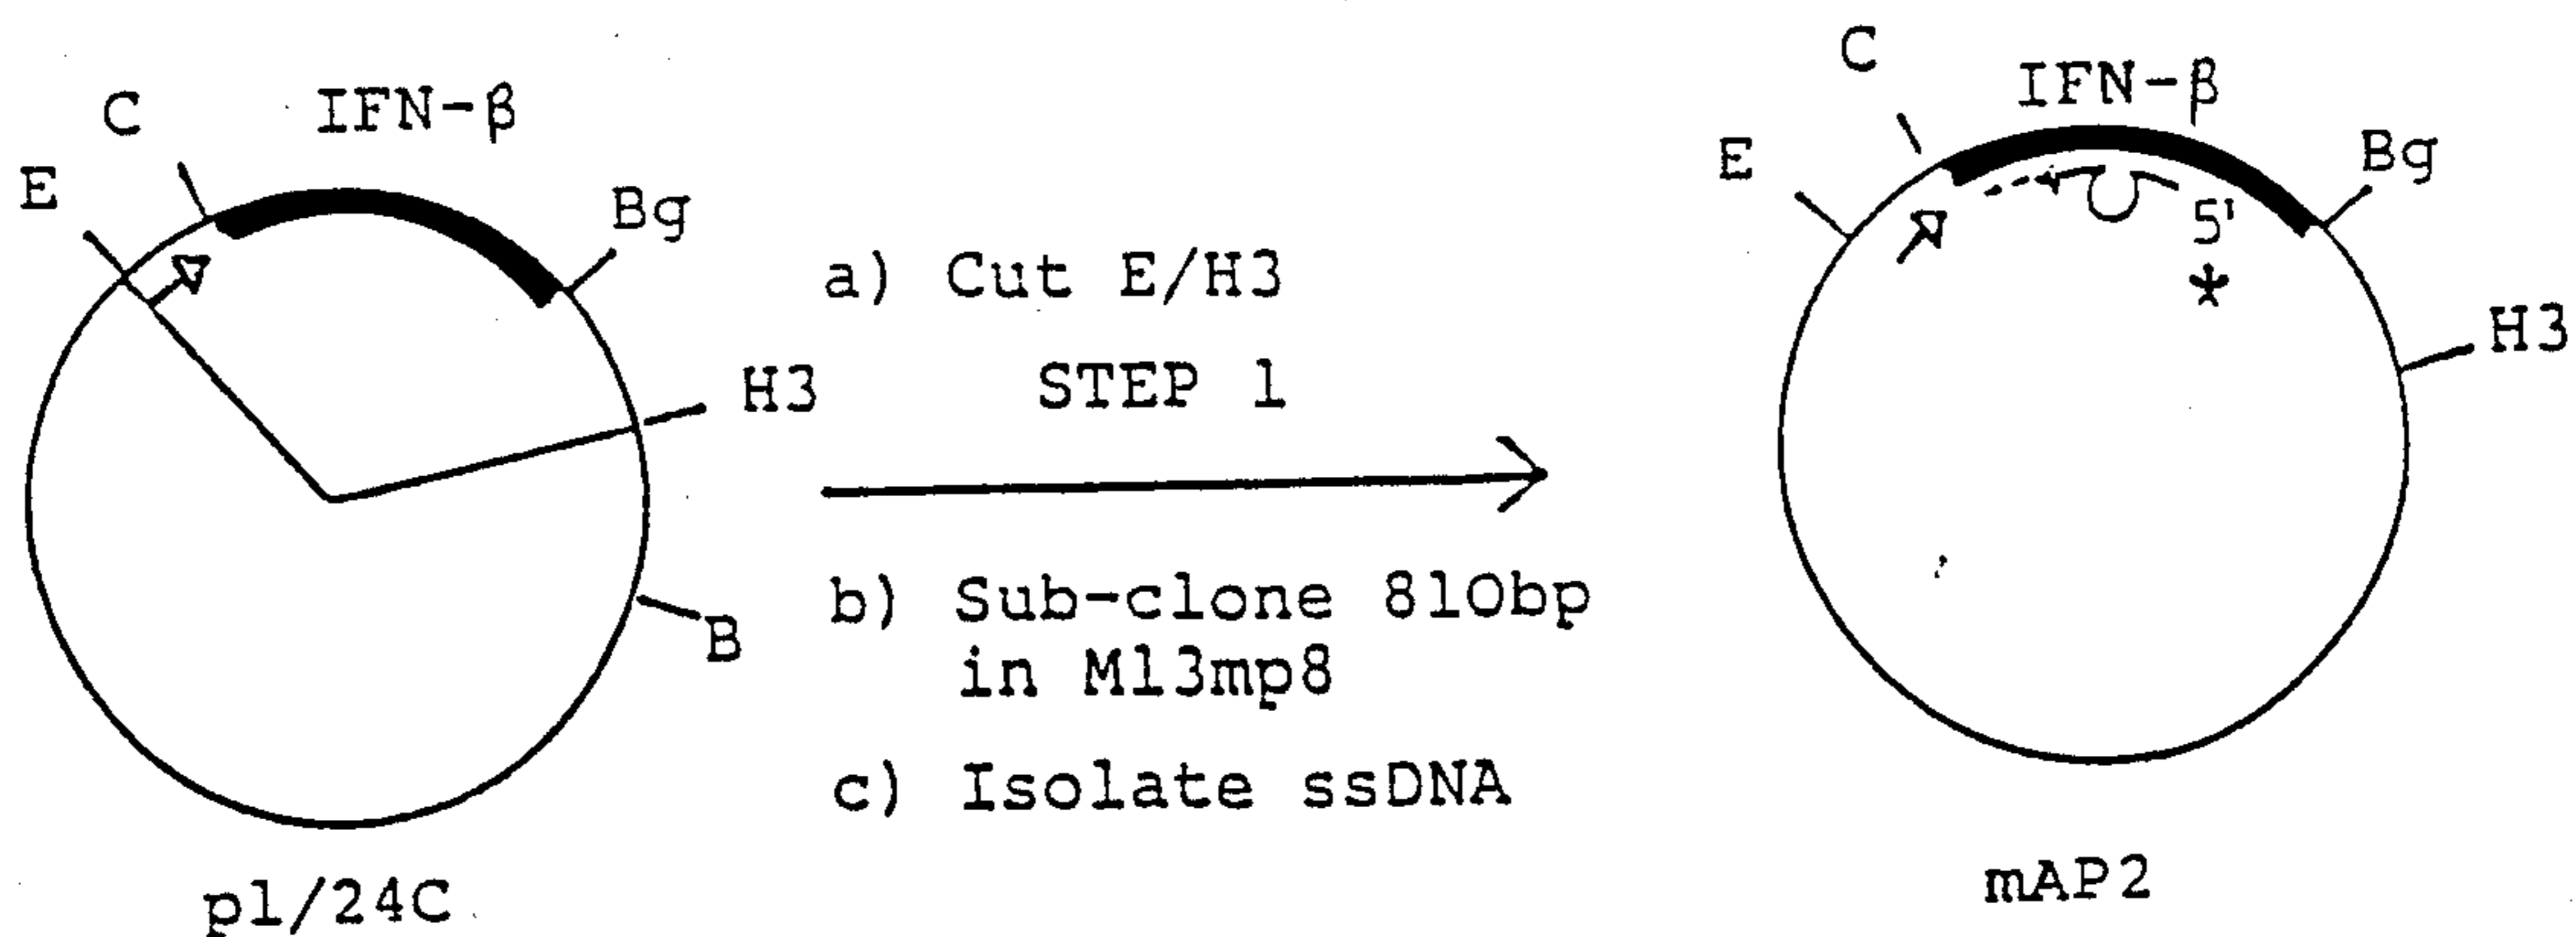 C
IFN-β
E
Bg
H3
B
pl/24C
a) Cut E/H3
STEP 1
b) Sub-clone 810bp
in M13mp8
c) Isolate ssDNA
C
IFN-β
E
Bg
5'
*
H3
mAP2